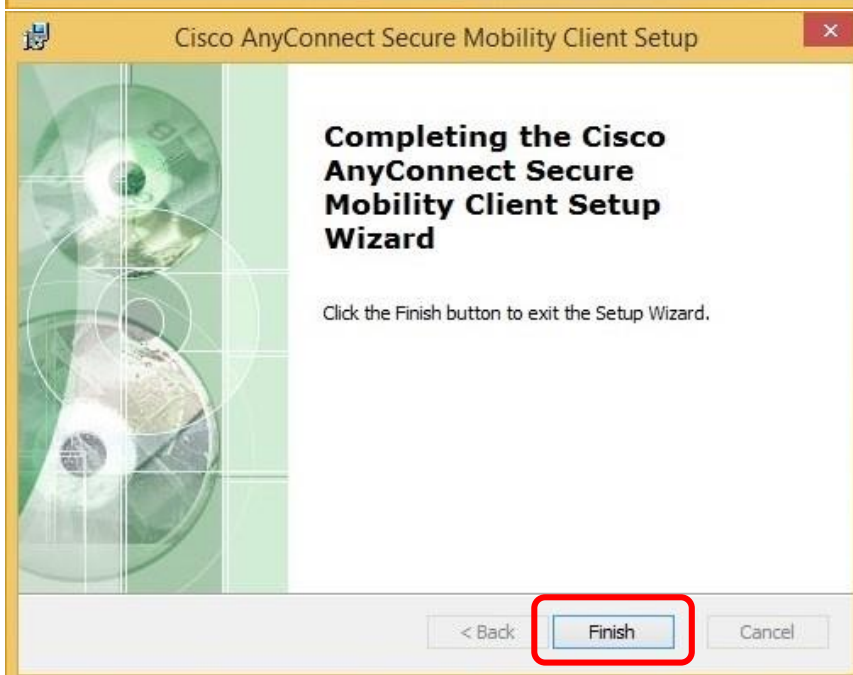 Cisco AnyConnect Secure Mobility Client Setup
Completing the Cisco
AnyConnect Secure
Mobility Client Setup
Wizard
Click the Finish button to exit the Setup Wizard.
< Back Finish Cancel